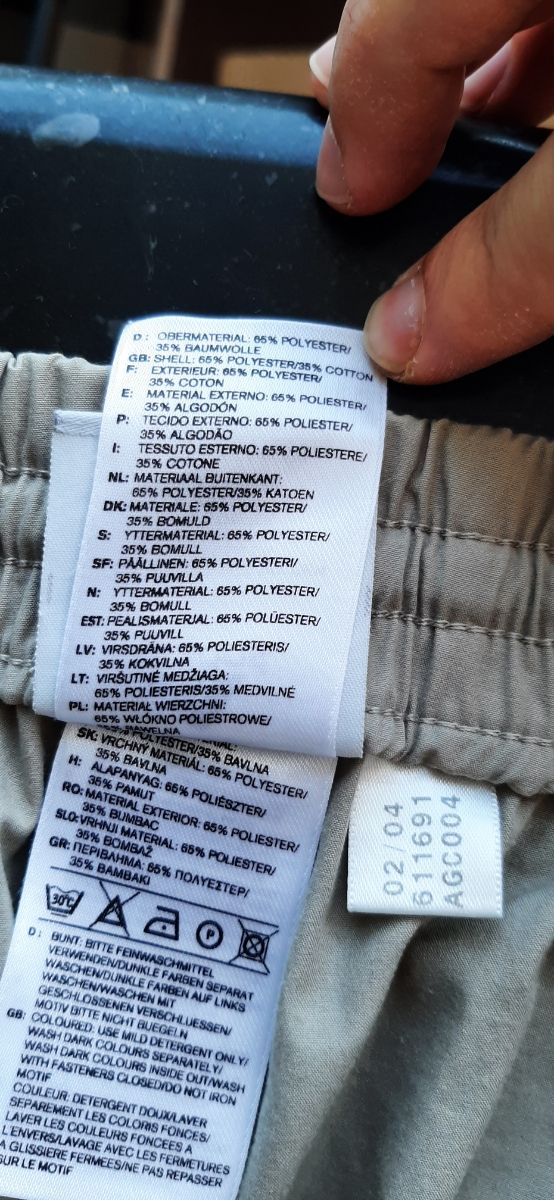 D: OBERMATERIAL: 65% POLYESTER/
35% BAUMWOLLE
GB: SHELL: 65% POLYESTER/35% COTTON
F: EXTERIEUR: 65% POLYESTER/
35% COTON
E: MATERIAL EXTERNO: 65% POLIESTER/
35% ALGODÓN
P: TECIDO EXTERNO: 65% POLIESTER/
35% ALGODÃO
I: TESSUTO ESTERNO: 65% POLIESTERE/
35% COTONE
NL: MATERIAAL BUITENKANT:
65% POLYESTER/35% KATOEN
DK: MATERIALE: 65% POLYESTER/
35% BOMULD
S: YTTERMATERIAL: 65% POLYESTER/
35% BOMULL
SF: PÄÄLLINEN: 65% POLYESTERI/
35% PUUVILLA
N: YTTERMATERIAL: 65% POLYESTER/
35% BOMULL
EST: PEALISMATERJAL: 65% POLÜESTER/
35% PUUVILL
LV: VIRSDRĀNA: 65% POLIESTERIS/
35% KOKVILNA
LT: VIRŠUTINĖ MEDŽIAGA:
65% POLIESTERIS/35% MEDVILNĖ
PL: MATERIAŁ WIERZCHNI:
65% WŁÓKNO POLIESTROWE/
POLYESTER/35% BAVLNA
SK: VRCHNÝ MATERIÁL: 65% POLYESTER/
35% BAVLNA
H: ALAPANYAG: 65% POLIÉSZTER/
35% PAMUT
RO: MATERIAL EXTERIOR: 65% POLIESTER/
35% BUMBAC
SLO: VRHNJI MATERIAL: 65% POLIESTER/
35% BOMBAŽ
GR: ΠΕΡΙΒΛΗΜΑ: 65% ΠΟΛΥΕΣΤΕΡ/
35% ΒΑΜΒΑΚΙ
30°C P
D: BUNT: BITTE FEINWASCHMITTEL
VERWENDEN/DUNKLE FARBEN SEPARAT
WASCHEN/DUNKLE FARBEN AUF LINKS
WASCHEN/WASCHEN MIT
GESCHLOSSENEN VERSCHLUESSEN/
MOTIV BITTE NICHT BUEGELN
GB: COLOURED: USE MILD DETERGENT ONLY/
WASH DARK COLOURS SEPARATELY/
WASH DARK COLOURS INSIDE OUT/WASH
WITH FASTENERS CLOSED/DO NOT IRON
MOTIF
COULEUR: DETERGENT DOUX/LAVER
SEPAREMENT LES COLORIS FONCES/
LAVER LES COULEURS FONCEES A
L'ENVERS/LAVAGE AVEC LES FERMETURES
A GLISSIERE FERMEES/NE PAS REPASSER
SUR LE MOTIF
02/04
611691
AGC004